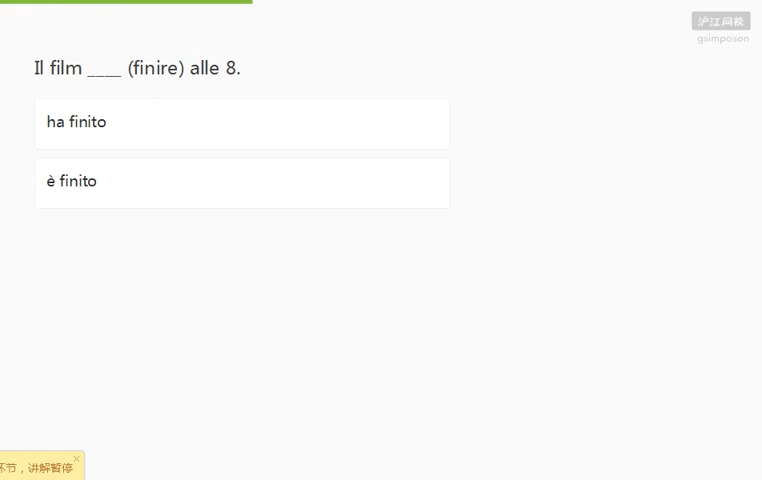 沪江网校
gsimposon
Il film ____ (finire) alle 8.
ha finito
è finito
环节，讲解暂停